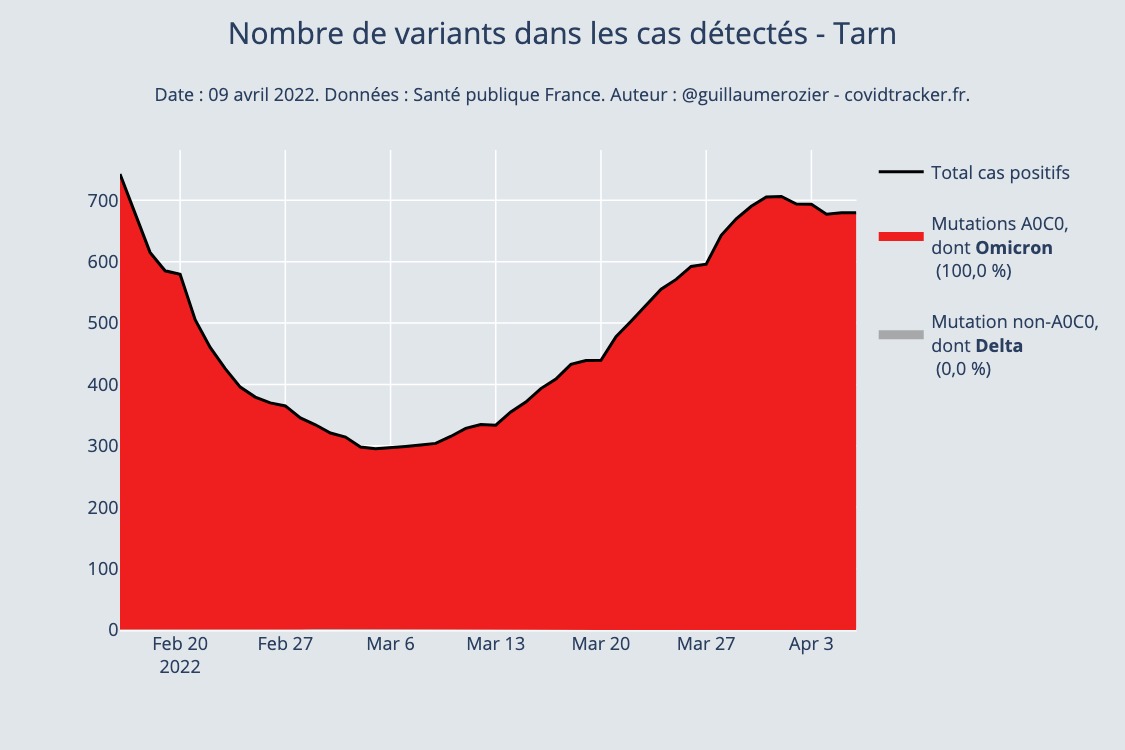 Nombre de variants dans les cas détectés - Tarn
Date : 09 avril 2022. Données : Santé publique France. Auteur : @guillaumerozier - covidtracker.fr.
Total cas positifs
Mutations A0C0,
dont Omicron
(100,0 %)
Mutation non-A0C0,
dont Delta
(0,0 %)
700
600
500
400
300
200
100
0
Feb 20 Feb 27 Mar 6 Mar 13 Mar 20 Mar 27 Apr 3
2022